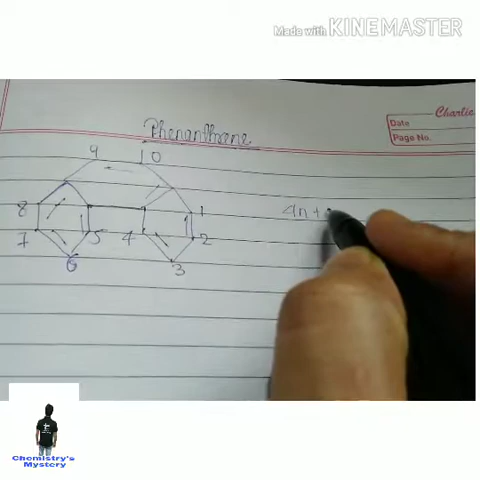 Made with KINEMASTER
Charlie
Date
Page No.
Phenanthrene
9 10
8 1
7 5 4 2
6 3
4n+
Chemistry's
Mystery